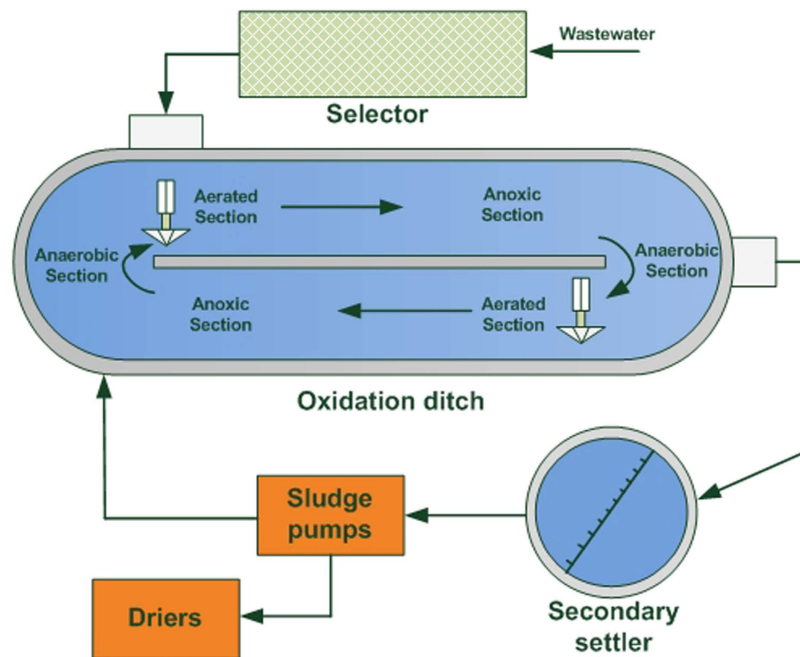 Wastewater
Selector
Aerated
Section
Anoxic
Section
Anaerobic
Section
Anaerobic
Section
Anoxic
Section
Aerated
Section
Oxidation ditch
Sludge
pumps
Driers
Secondary
settler